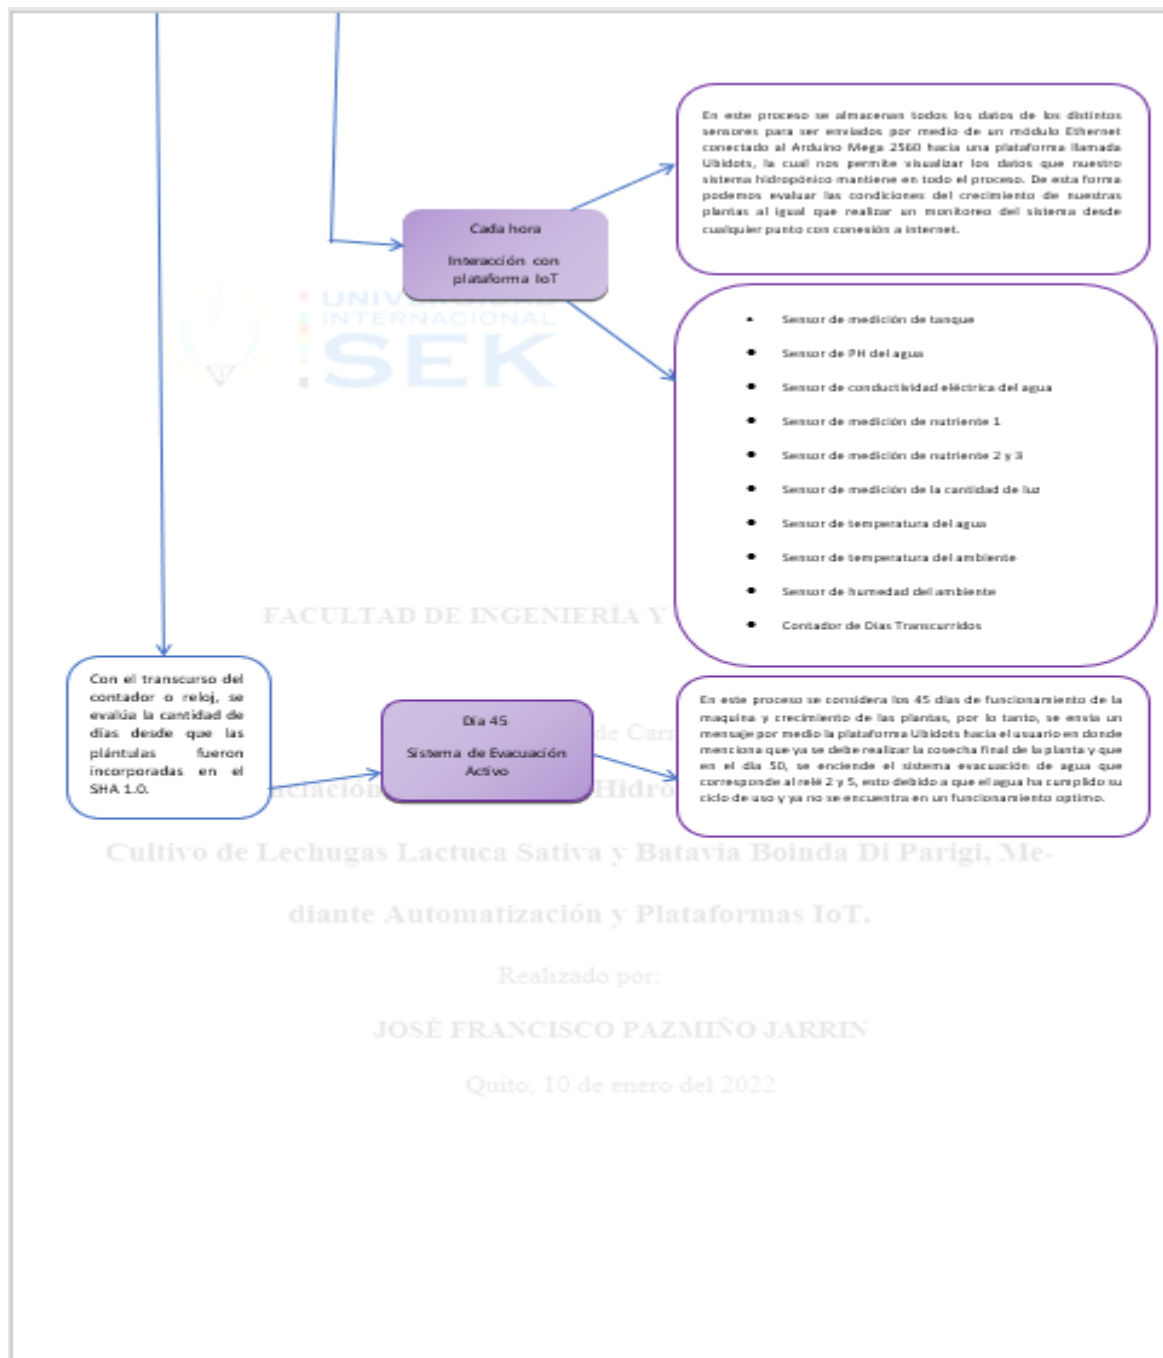 En este proceso se almacenan todos los datos de los distintos
sensores para ser enviados por medio de un módulo Ethernet
conectado al Arduino Mega 2560 hacia una plataforma llamada
Ubidots, la cual nos permite visualizar los datos que nuestro
sistema hidropónico mantiene en todo el proceso. De esta forma
podemos evaluar las condiciones del crecimiento de nuestras
plantas al igual que realizar un monitoreo del sistema desde
cualquier punto con conexión a internet.
Cada hora
Interacción con
plataforma IoT
UNIVERSIDAD
INTERNACIONAL
SEK
• Sensor de medición de tanque
• Sensor de PH del agua
• Sensor de conductividad eléctrica del agua
• Sensor de medición de nutriente 1
• Sensor de medición de nutriente 2 y 3
• Sensor de medición de la cantidad de luz
• Sensor de temperatura del agua
• Sensor de temperatura del ambiente
• Sensor de humedad del ambiente
• Contador de Dias Transcurridos
FACULTAD DE INGENIERÍA Y
Con el transcurso del
contador o reloj, se
evalúa la cantidad de
días desde que las
plántulas fueron
incorporadas en el
SHA 1.0.
Dia 45
Sistema de Evacuación
Activo
En este proceso se considera los 45 dias de funcionamiento de la
maquina y crecimiento de las plantas, por lo tanto, se envia un
mensaje por medio la plataforma Ubidots hacia el usuario en donde
menciona que ya se debe realizar la cosecha final de la planta y que
en el dia 50, se enciende el sistema evacuación de agua que
corresponde al relé 2 y 5, esto debido a que el agua ha cumplido su
ciclo de uso y ya no se encuentra en un funcionamiento optimo.
de Carr
nciación Hidro
Cultivo de Lechugas Lactuca Sativa y Batavia Boinda Di Parigi, Me-
diante Automatización y Plataformas IoT.
Realizado por:
JOSÉ FRANCISCO PAZMIÑO JARRIN
Quito, 10 de enero del 2022